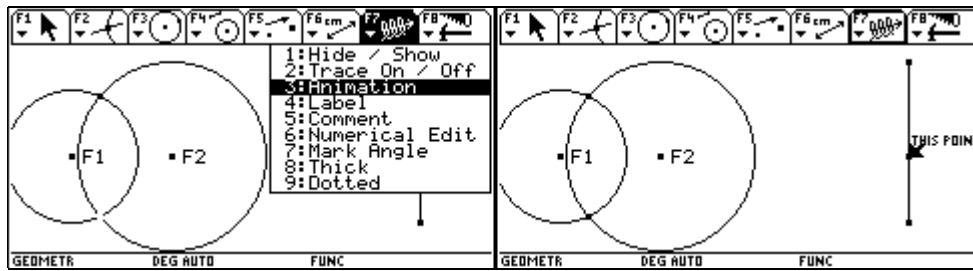 F1 F2 F3 F4 F5 F6 cm F7 F8
1:Hide / Show
2:Trace On / Off
3:Animation
4:Label
5:Comment
6:Numerical Edit
7:Mark Angle
8:Thick
9:Dotted
F1 F2
GEOMETR DEG AUTO FUNC
F1 F2 F3 F4 F5 F6 cm F7 F8
THIS POIN
F1 F2
GEOMETR DEG AUTO FUNC